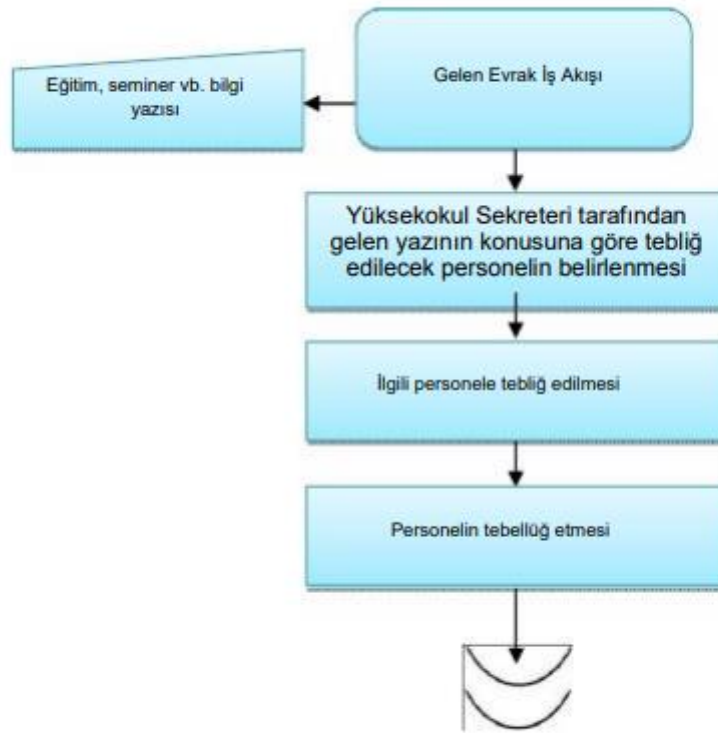 Gelen Evrak İş Akışı
Eğitim, seminer vb. bilgi
yazısı
Yüksekokul Sekreteri tarafından
gelen yazının konusuna göre tebliğ
edilecek personelin belirlenmesi
İlgili personele tebliğ edilmesi
Personelin tebellüğ etmesi